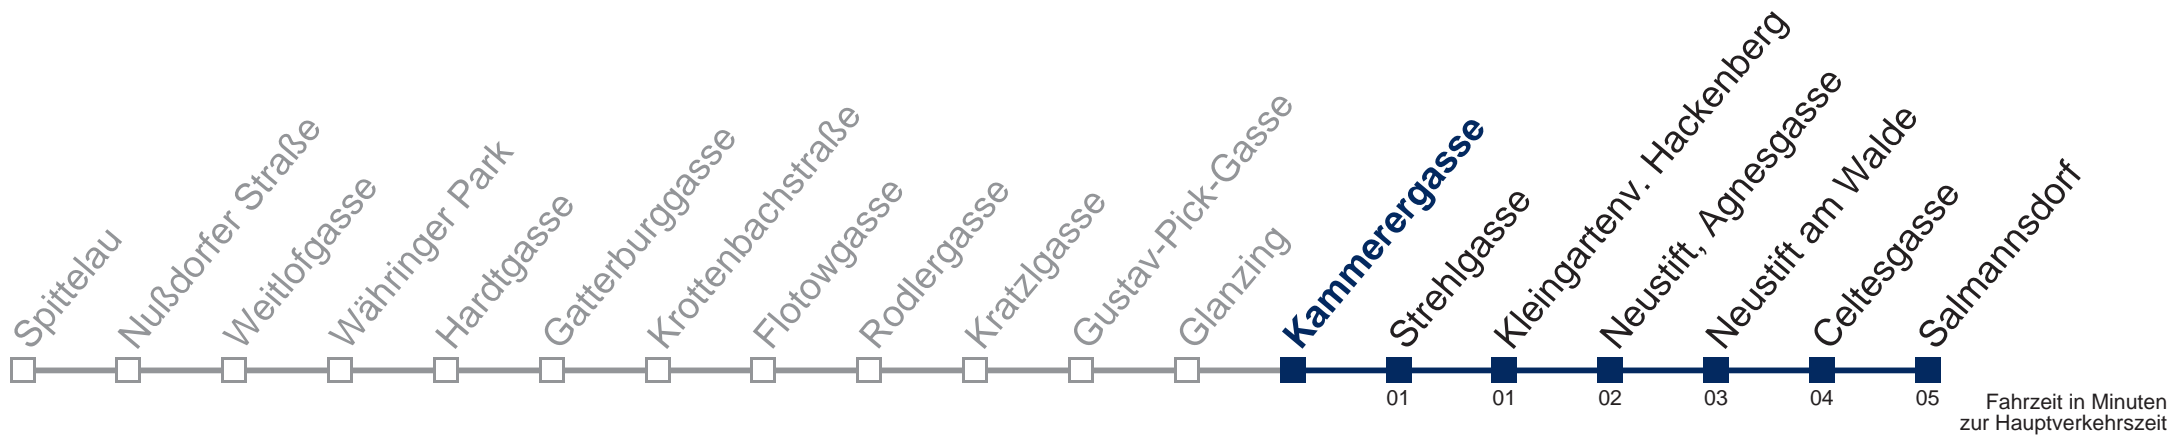 Spittelau
Nußdorfer Straße
Weitlofgasse
Währinger Park
Hardtgasse
Gatterburggasse
Krottenbachstraße
Flotowgasse
Rodlergasse
Kratzlgasse
Gustav-Pick-Gasse
Glanzing
Kammerergasse
Strehlgasse
Kleingartenv. Hackenberg
Neustift, Agnesgasse
Neustift am Walde
Celtesgasse
Salmannsdorf
01 01 02 03 04 05
Fahrzeit in Minuten
zur Hauptverkehrszeit